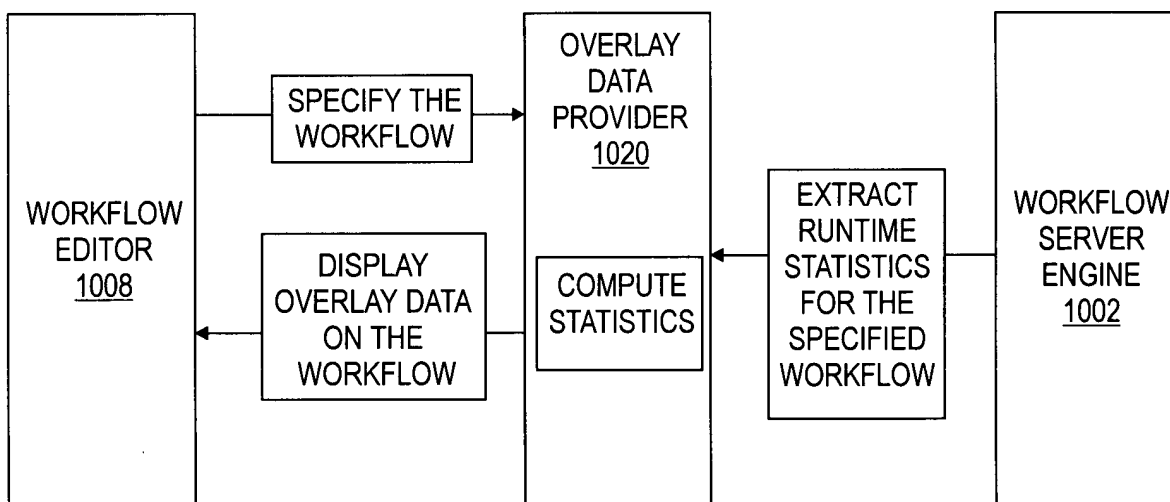 WORKFLOW
EDITOR
1008
SPECIFY THE
WORKFLOW
DISPLAY
OVERLAY DATA
ON THE
WORKFLOW
OVERLAY
DATA
PROVIDER
1020
COMPUTE
STATISTICS
EXTRACT
RUNTIME
STATISTICS
FOR THE
SPECIFIED
WORKFLOW
WORKFLOW
SERVER
ENGINE
1002